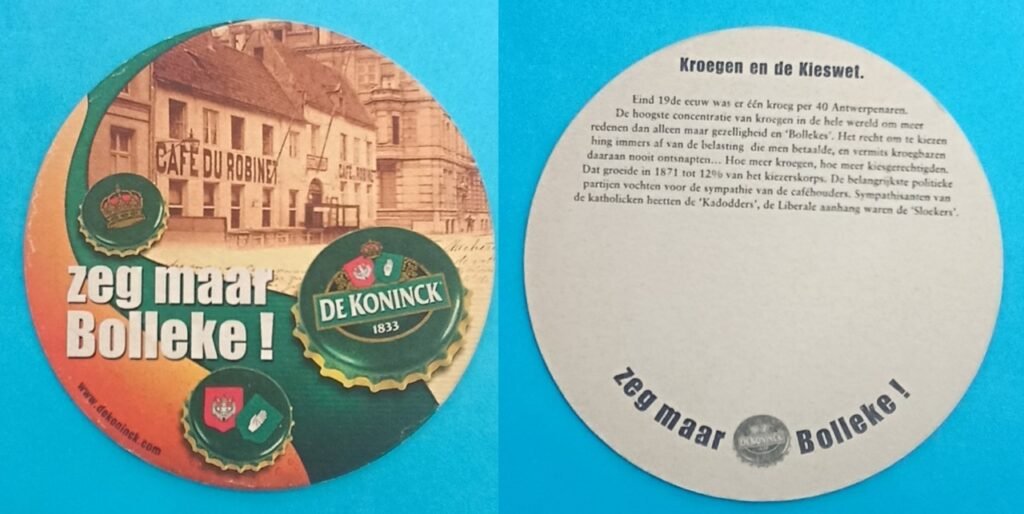 CAFÉ DU ROBINET
CAFÉ DU ROBINET
DE KONINCK
1833
zeg maar
Bolleke !
www.dekoninck.com
Kroegen en de Kieswet.
Eind 19de eeuw was er één kroeg per 40 Antwerpenaren.
De hoogste concentratie van kroegen in de hele wereld om meer
redenen dan alleen maar gezelligheid en 'Bollekes'. Het recht om te kiezen
hing immers af van de belasting die men betaalde, en vermits kroegbazen
daaraan nooit ontsnapten... Hoe meer kroegen, hoe meer kiesgerechtigden.
Dat groeide in 1871 tot 12% van het kiezerskorps. De belangrijkste politieke
partijen vochten voor de sympathie van de caféhouders. Sympathisanten van
de katholieken heetten de 'Kadodders', de Liberale aanhang waren de 'Slockers'.
zeg maar DE KONINCK Bolleke !